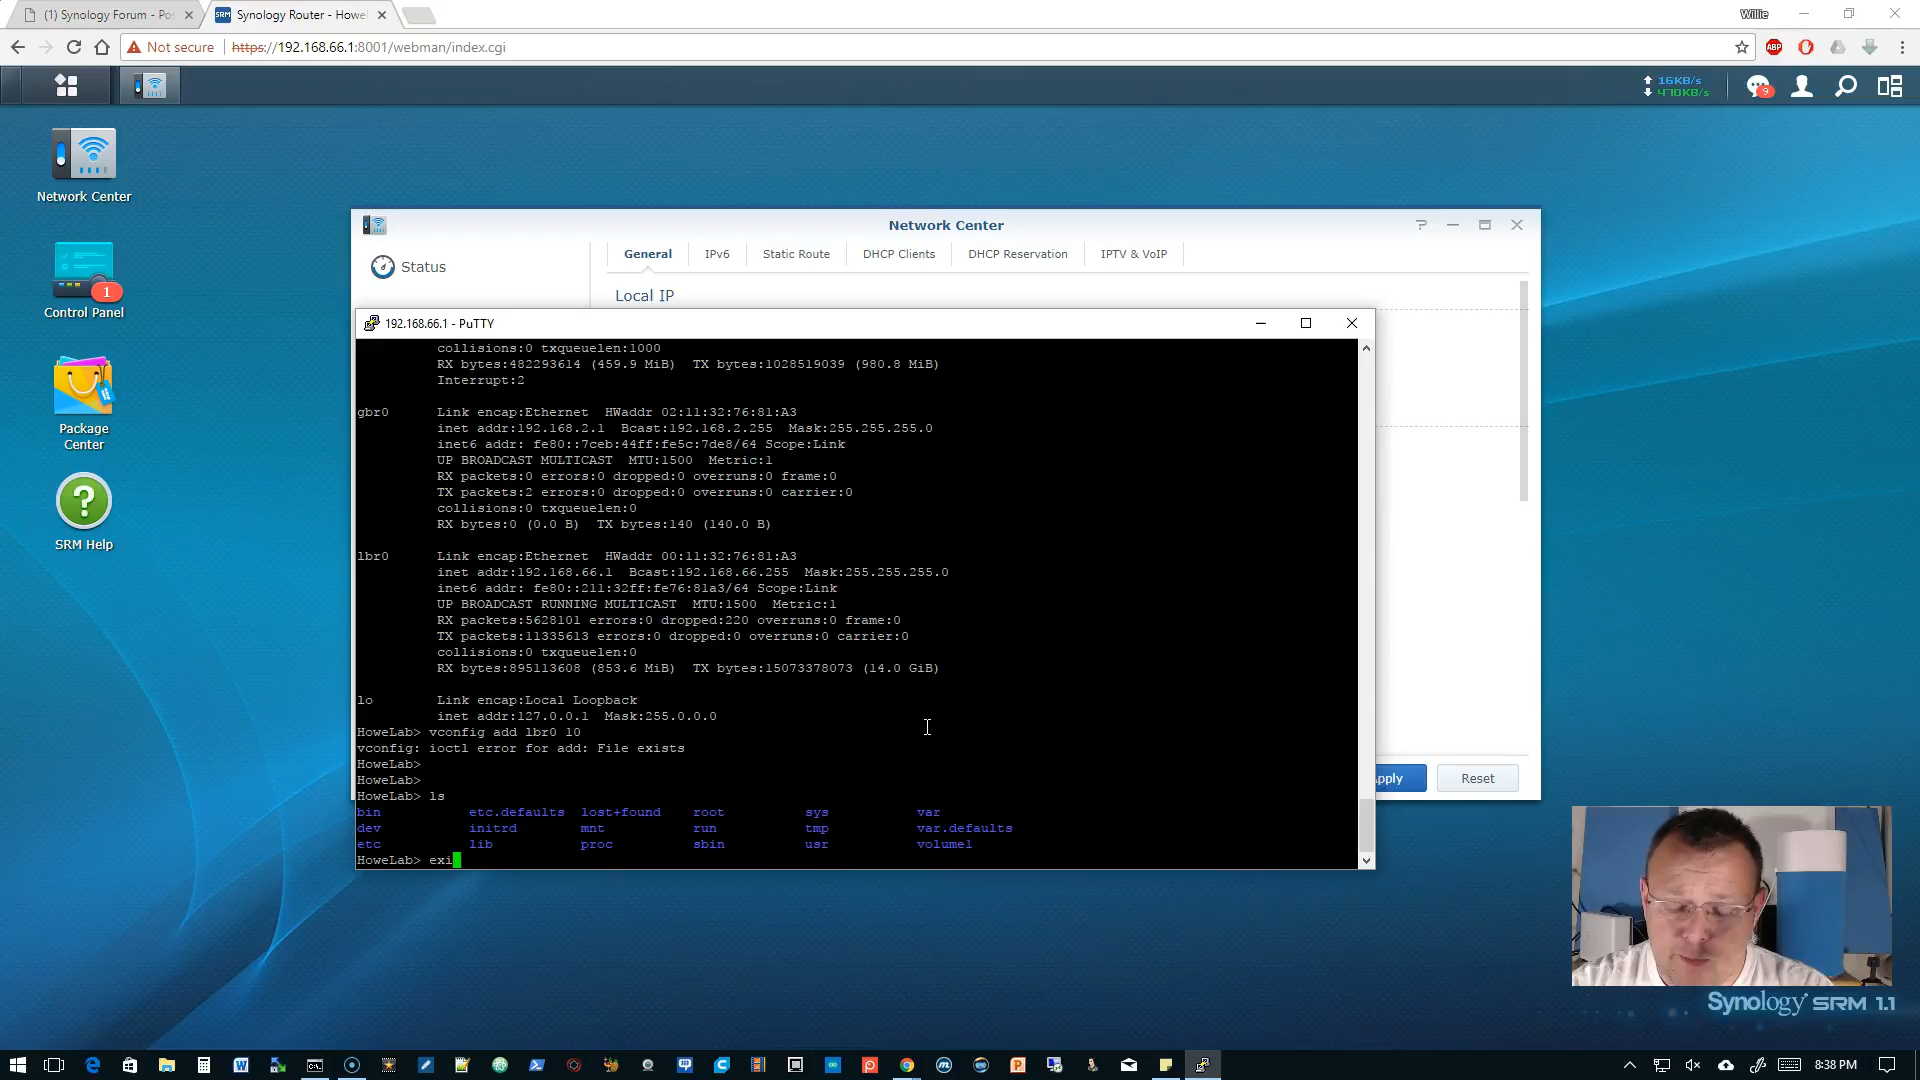 (1) Synology Forum - Pos
SRM Synology Router - Howel
Willie
Not secure https://192.168.66.1:8001/webman/index.cgi
ABP
16KB/s
470KB/s
9
Network Center
1
Control Panel
Package
Center
SRM Help
Network Center
Status
General IPv6 Static Route DHCP Clients DHCP Reservation IPTV & VoIP
Local IP
192.168.66.1 - PuTTY
collisions:0 txqueuelen:1000
RX bytes:482293614 (459.9 MiB) TX bytes:1028519039 (980.8 MiB)
Interrupt:2
gbr0 Link encap:Ethernet HWaddr 02:11:32:76:81:A3
inet addr:192.168.2.1 Bcast:192.168.2.255 Mask:255.255.255.0
inet6 addr: fe80::7ceb:44ff:fe5c:7de8/64 Scope:Link
UP BROADCAST MULTICAST MTU:1500 Metric:1
RX packets:0 errors:0 dropped:0 overruns:0 frame:0
TX packets:2 errors:0 dropped:0 overruns:0 carrier:0
collisions:0 txqueuelen:0
RX bytes:0 (0.0 B) TX bytes:140 (140.0 B)
lbr0 Link encap:Ethernet HWaddr 00:11:32:76:81:A3
inet addr:192.168.66.1 Bcast:192.168.66.255 Mask:255.255.255.0
inet6 addr: fe80::211:32ff:fe76:81a3/64 Scope:Link
UP BROADCAST RUNNING MULTICAST MTU:1500 Metric:1
RX packets:5628101 errors:0 dropped:220 overruns:0 frame:0
TX packets:11335613 errors:0 dropped:0 overruns:0 carrier:0
collisions:0 txqueuelen:0
RX bytes:895113608 (853.6 MiB) TX bytes:15073378073 (14.0 GiB)
lo Link encap:Local Loopback
inet addr:127.0.0.1 Mask:255.0.0.0
HoweLab> vconfig add lbr0 10
vconfig: ioctl error for add: File exists
HoweLab>
HoweLab>
HoweLab> ls
bin etc.defaults lost+found root sys var
dev initrd mnt run tmp var.defaults
etc lib proc sbin usr volume1
HoweLab> exi
pply Reset
Synology SRM 1.1
8:38 PM